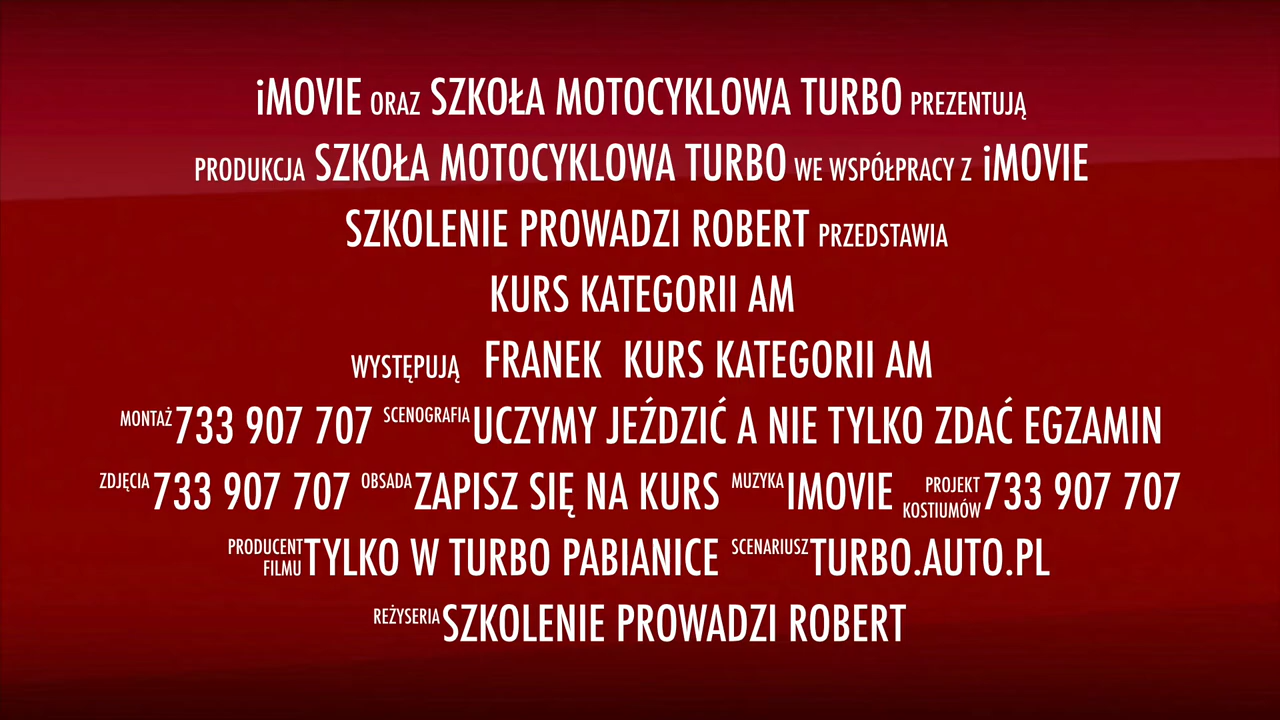 iMOVIE ORAZ SZKOŁA MOTOCYKLOWA TURBO PREZENTUJĄ
PRODUKCJA SZKOŁA MOTOCYKLOWA TURBO WE WSPÓŁPRACY Z iMOVIE
SZKOLENIE PROWADZI ROBERT PRZEDSTAWIA
KURS KATEGORII AM
WYSTĘPUJĄ FRANEK KURS KATEGORII AM
MONTAŻ 733 907 707 SCENOGRAFIA UCZYMY JEŹDZIĆ A NIE TYLKO ZDAĆ EGZAMIN
ZDJĘCIA 733 907 707 OBSADA ZAPISZ SIĘ NA KURS MUZYKA IMOVIE PROJEKT KOSTIUMÓW 733 907 707
PRODUCENT FILMU TYLKO W TURBO PABIANICE SCENARIUSZ TURBO.AUTO.PL
REŻYSERIA SZKOLENIE PROWADZI ROBERT